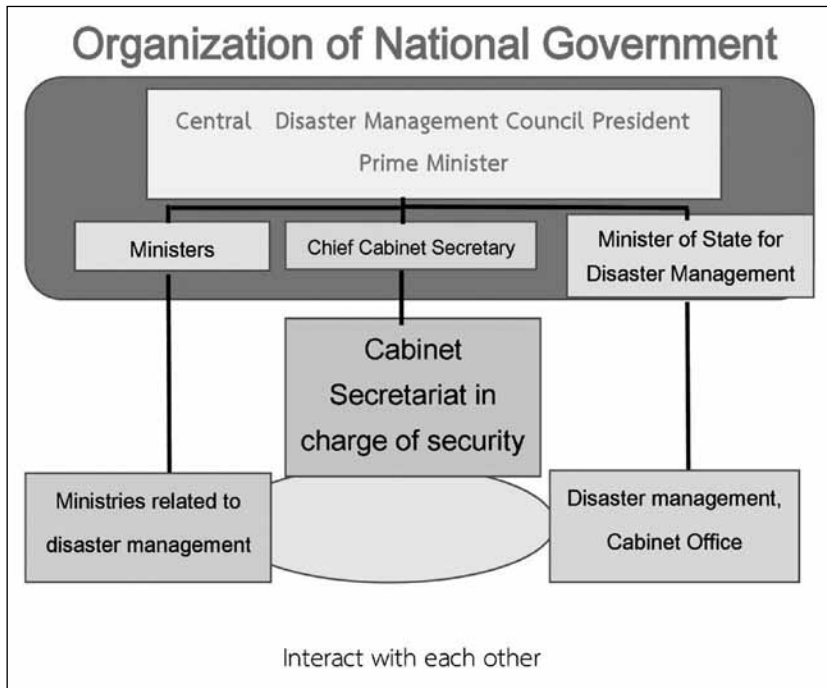 Organization of National Government
Central Disaster Management Council President
Prime Minister
Ministers
Chief Cabinet Secretary
Minister of State for
Disaster Management
Cabinet
Secretariat in
charge of security
Ministries related to
disaster management
Disaster management,
Cabinet Office
Interact with each other